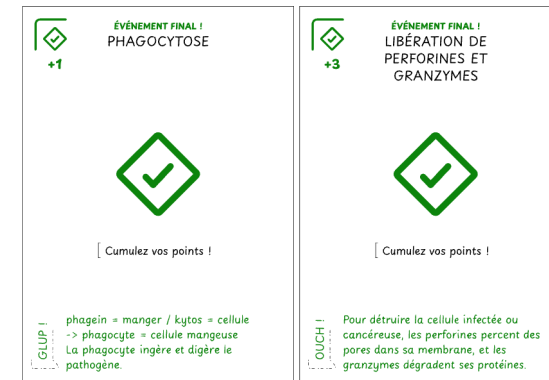 ÉVÉNEMENT FINAL !
PHAGOCYTOSE
+1
Cumulez vos points !
GLUP !
phagein = manger / kytos = cellule
-> phagocyte = cellule mangeuse
La phagocyte ingère et digère le
pathogène.
ÉVÉNEMENT FINAL !
LIBÉRATION DE
PERFORINES ET
GRANZYMES
+3
Cumulez vos points !
OUCH !
Pour détruire la cellule infectée ou
cancéreuse, les perforines percent des
pores dans sa membrane, et les
granzymes dégradent ses protéines.